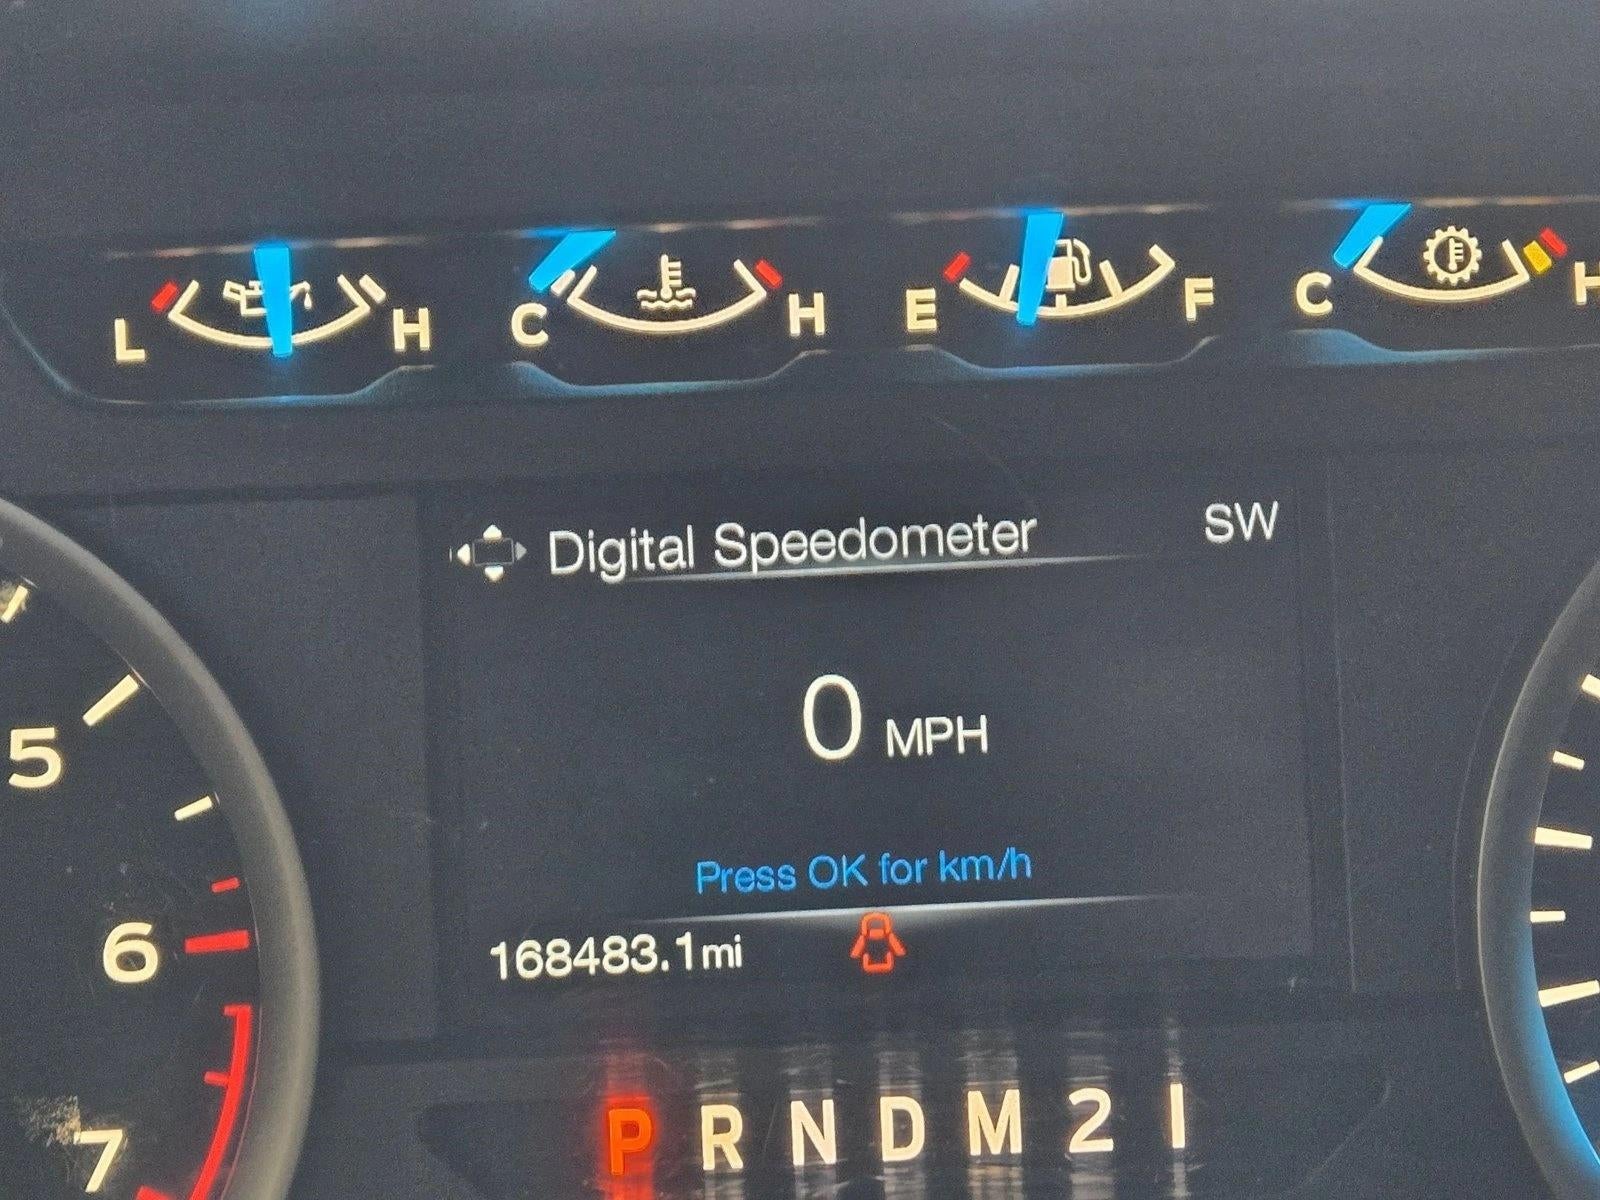 L H C H E F C H
Digital Speedometer SW
0 MPH
5
Press OK for km/h
6
168483.1mi
P R N D M 2 1
7